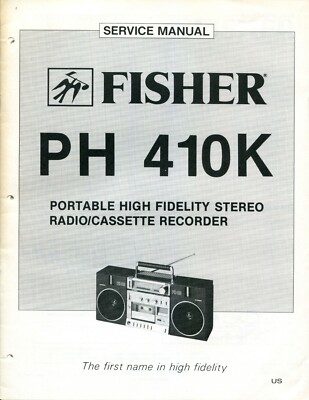 SERVICE MANUAL
FISHER®
PH 410K
PORTABLE HIGH FIDELITY STEREO
RADIO/CASSETTE RECORDER
The first name in high fidelity
US